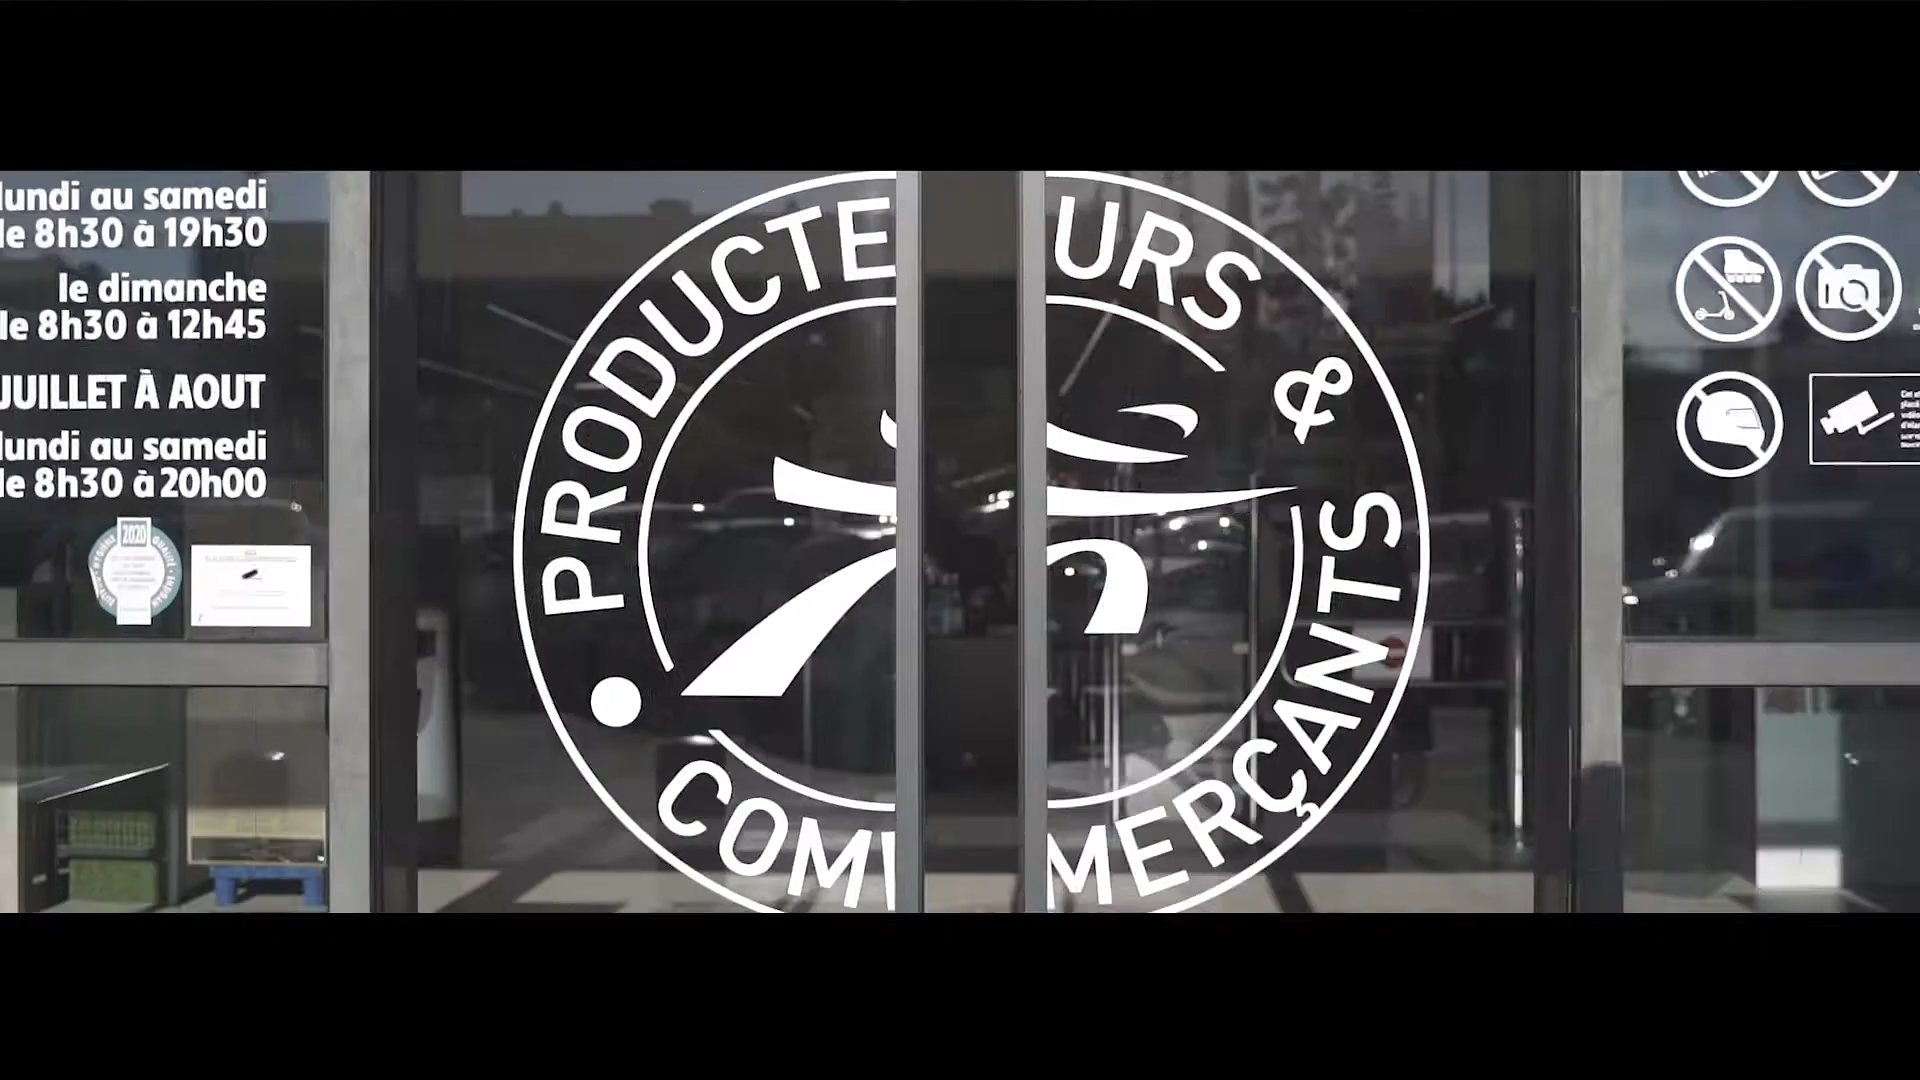 lundi au samedi
de 8h30 à 19h30
le dimanche
de 8h30 à 12h45
JUILLET À AOUT
lundi au samedi
de 8h30 à 20h00
2020
PRODUCTEURS & COMMERÇANTS